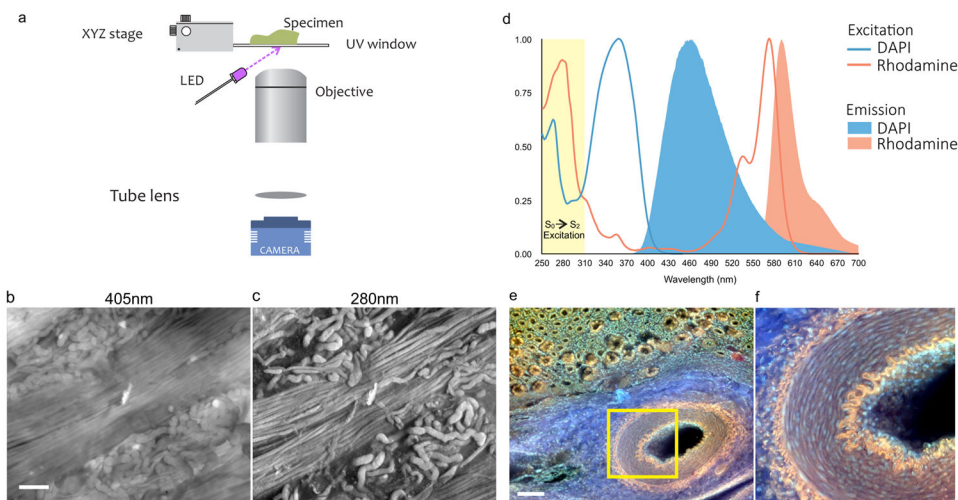 a
Specimen
XYZ stage
UV window
LED
Objective
Tube lens
CAMERA
d
1.00
0.75
0.50
0.25
0.00
S₀→ S₂
Excitation
250 280 310 340 370 400 430 460 490 520 550 580 610 640 670 700
Wavelength (nm)
Excitation
DAPI
Rhodamine
Emission
DAPI
Rhodamine
b
405nm
c
280nm
e
f